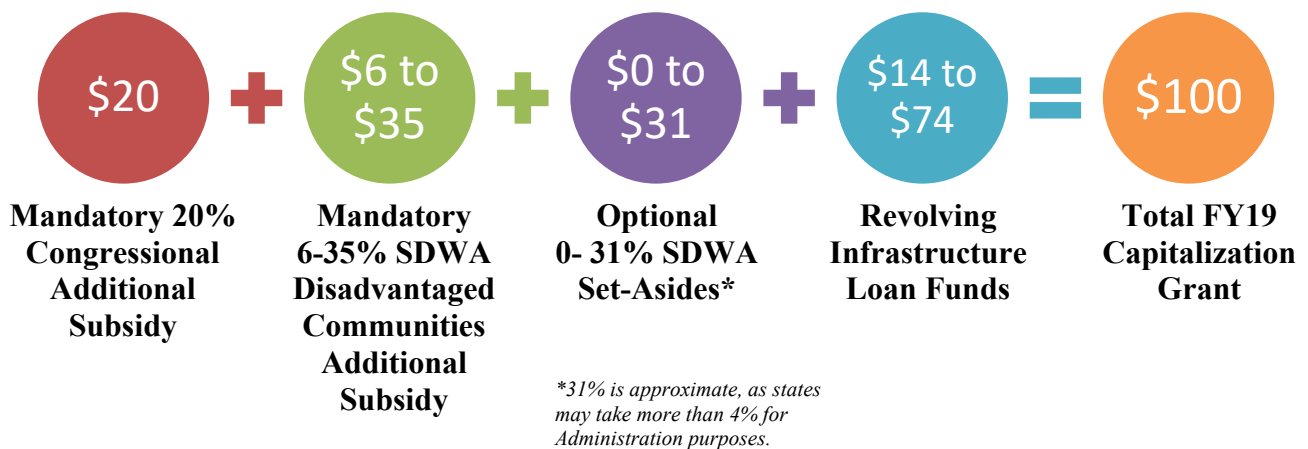 $20
$6 to
$35
$0 to
$31
$14 to
$74
$100
Mandatory 20%
Congressional
Additional
Subsidy
Mandatory
6-35% SDWA
Disadvantaged
Communities
Additional
Subsidy
Optional
0- 31% SDWA
Set-Asides*
Revolving
Infrastructure
Loan Funds
Total FY19
Capitalization
Grant
*31% is approximate, as states
may take more than 4% for
Administration purposes.